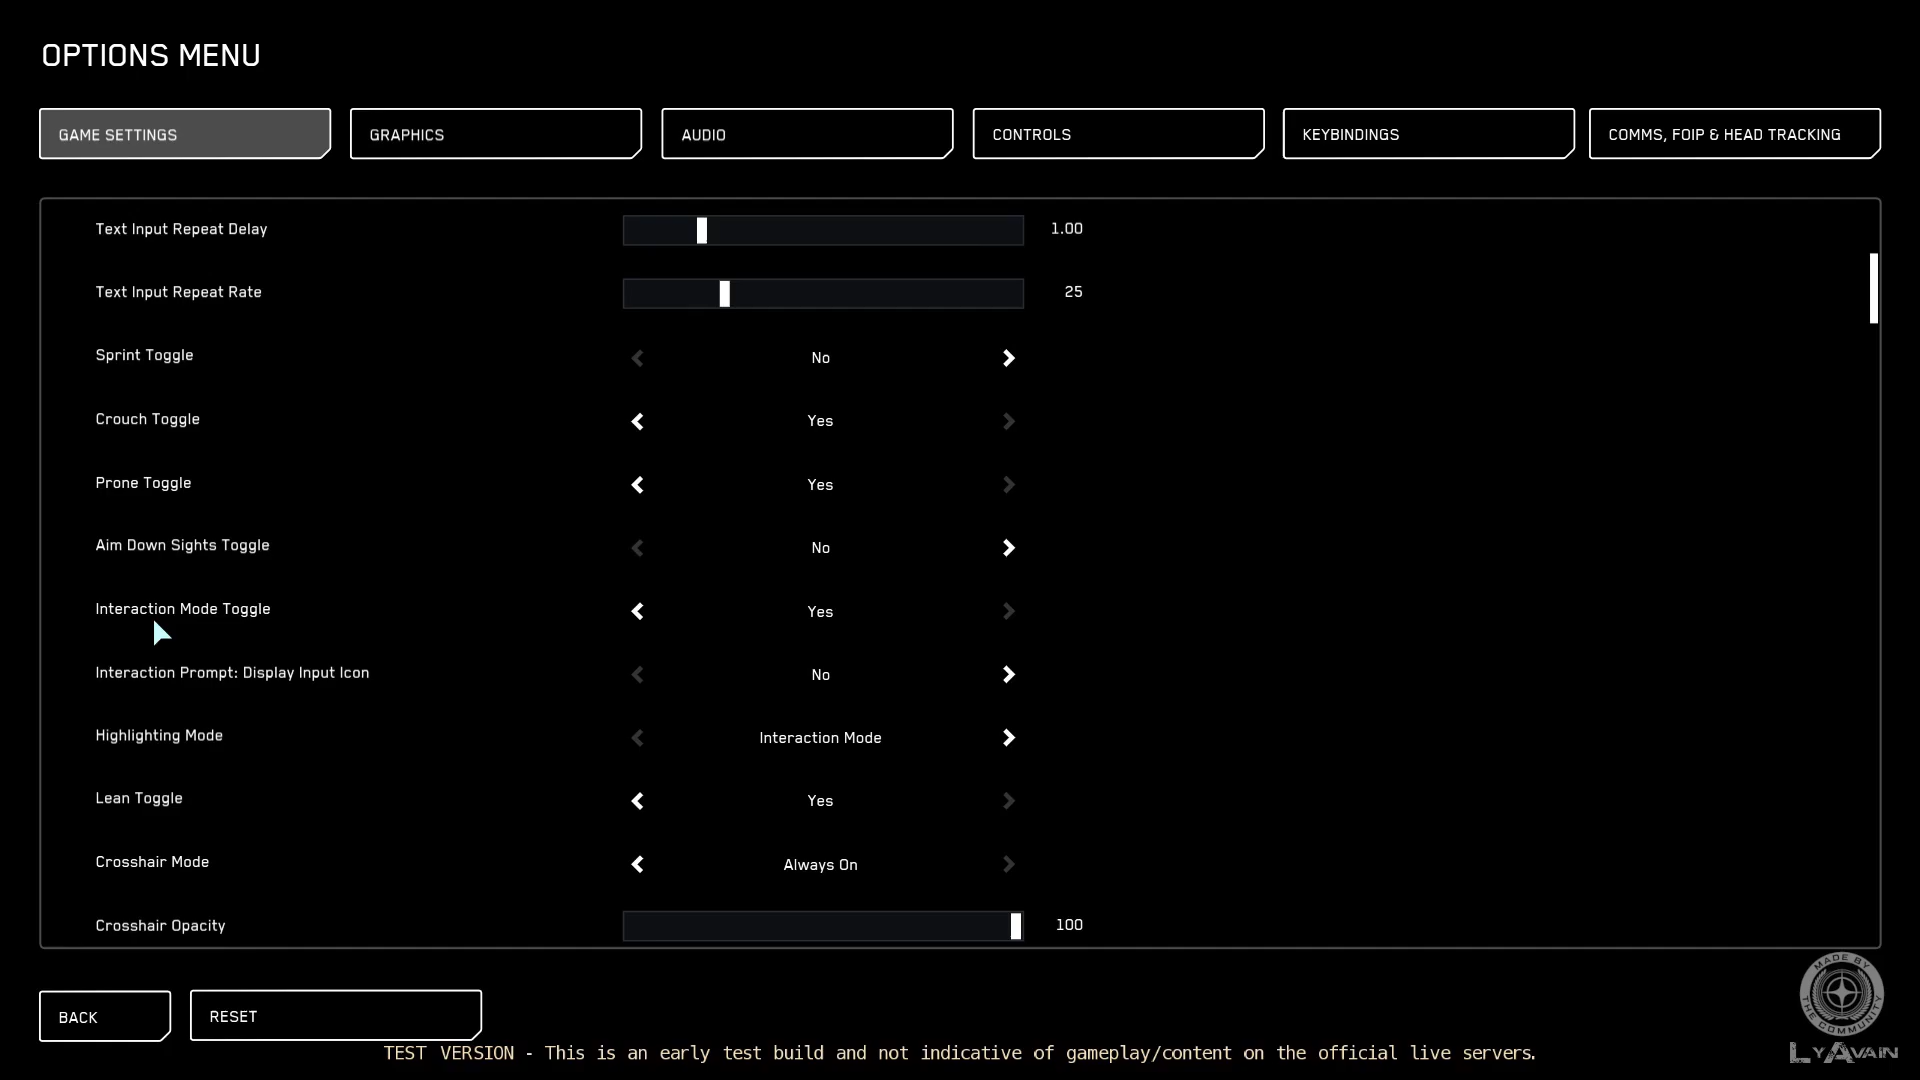 OPTIONS MENU
GAME SETTINGS GRAPHICS AUDIO CONTROLS KEYBINDINGS COMMS, FOIP & HEAD TRACKING
Text Input Repeat Delay 1.00
Text Input Repeat Rate 25
Sprint Toggle No
Crouch Toggle Yes
Prone Toggle Yes
Aim Down Sights Toggle No
Interaction Mode Toggle Yes
Interaction Prompt: Display Input Icon No
Highlighting Mode Interaction Mode
Lean Toggle Yes
Crosshair Mode Always On
Crosshair Opacity 100
BACK RESET
MADE BY THE COMMUNITY
TEST VERSION - This is an early test build and not indicative of gameplay/content on the official live servers.
LYAVAIN